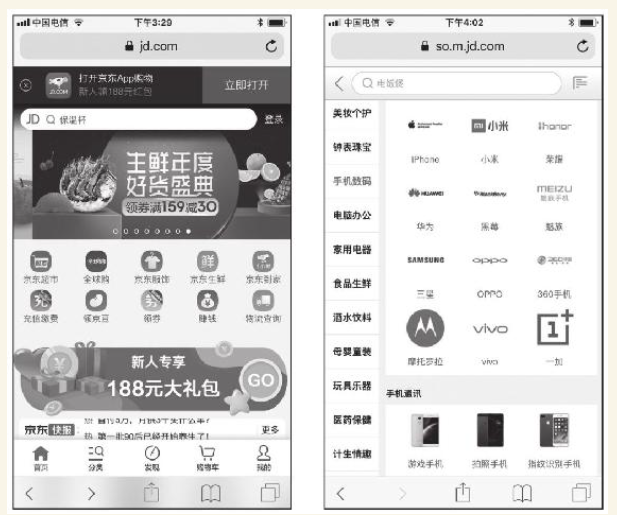 中国电信 下午3:29
jd.com
打开京东App购物
新人领188元红包
立即打开
JD 保温杯 登录
生鲜年度
好货盛典
领券满159减30
京东超市 全球购 京东服饰 京东生鲜 京东到家
充值缴费 领京豆 领券 赚钱 物流查询
新人专享
188元大礼包
GO
京东快报
更多
首页 分类 发现 购物车 我的
中国电信 下午4:02
so.m.jd.com
电饭煲
美妆个护
钟表珠宝
手机数码
电脑办公
家用电器
食品生鲜
酒水饮料
母婴童装
玩具乐器
医药保健
计生情趣
小米 honor
iPhone 小米 荣耀
HUAWEI BlackBerry MEIZU
魅族手机
华为 黑莓 魅族
SAMSUNG oppo
三星 OPPO 360手机
vivo
摩托罗拉 vivo 一加
手机通讯
游戏手机 拍照手机 指纹识别手机